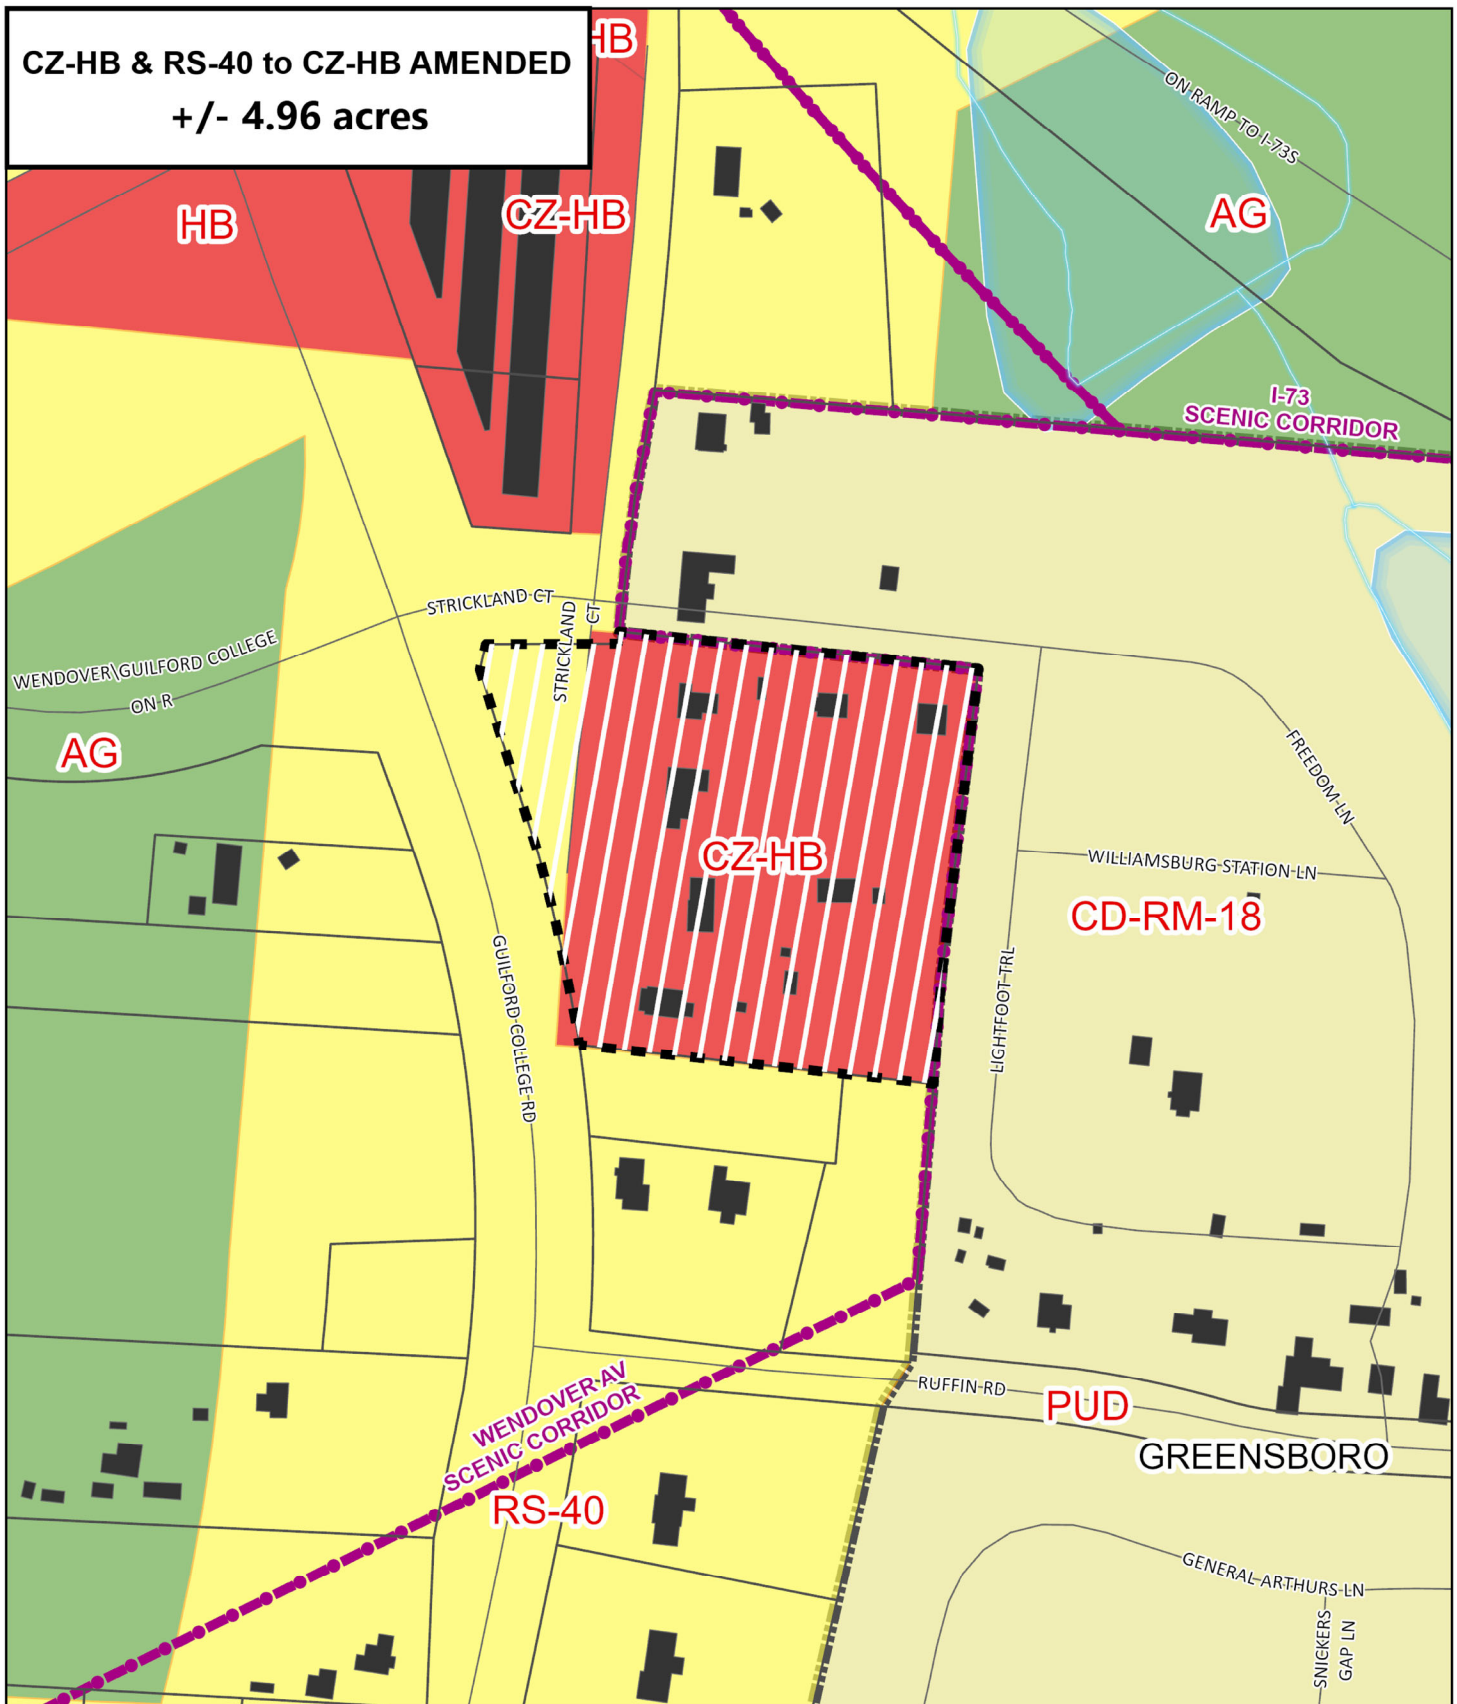 CZ-HB & RS-40 to CZ-HB AMENDED
+/- 4.96 acres
HB
ON RAMP TO I-73S
HB
CZ-HB
AG
I-73
SCENIC CORRIDOR
STRICKLAND CT
STRICKLAND
CT
WENDOVER\GUILFORD COLLEGE
ON R
AG
FREEDOM LN
CZ-HB
WILLIAMSBURG STATION LN
CD-RM-18
GUILFORD COLLEGE RD
LIGHTFOOT TRL
WENDOVER AV
SCENIC CORRIDOR
RUFFIN RD
PUD
GREENSBORO
RS-40
GENERAL ARTHURS LN
SNICKERS
GAP LN